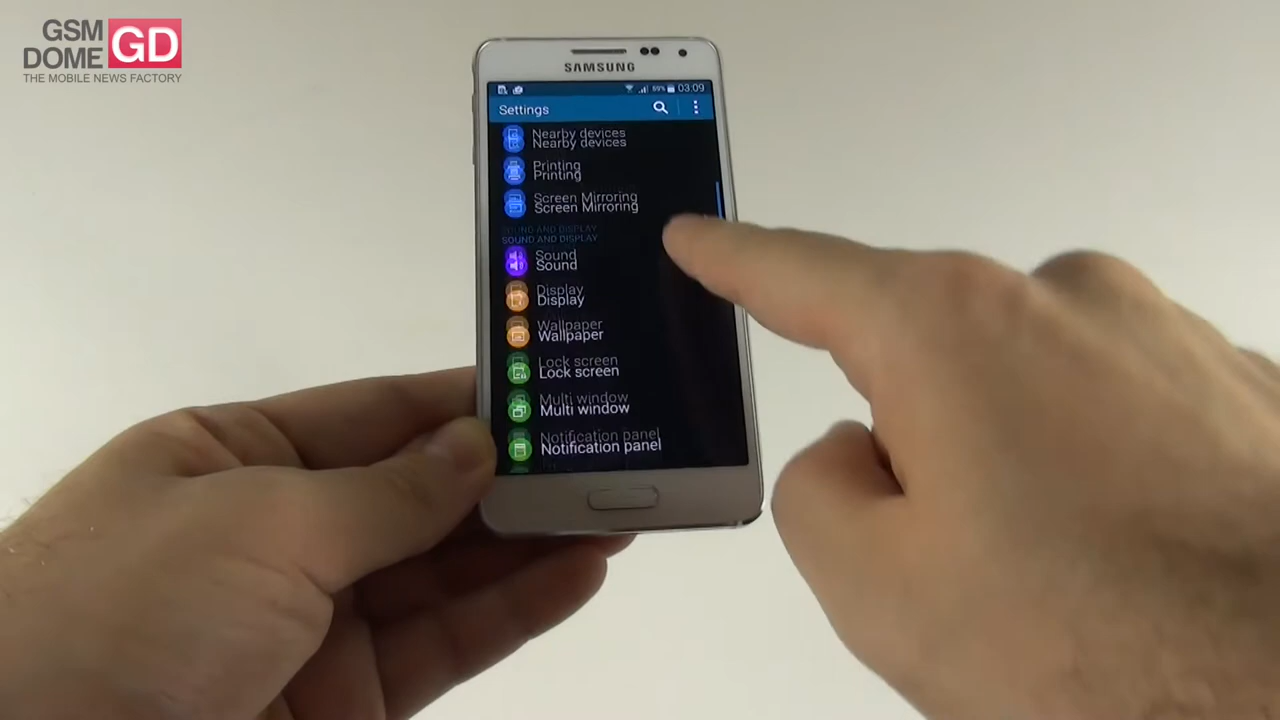 GSM
DOME GD
THE MOBILE NEWS FACTORY
SAMSUNG
03:09
Settings
Nearby devices
Nearby devices
Printing
Printing
Screen Mirroring
Screen Mirroring
SOUND AND DISPLAY
SOUND AND DISPLAY
Sound
Sound
Display
Display
Wallpaper
Wallpaper
Lock screen
Lock screen
Multi window
Multi window
Notification panel
Notification panel